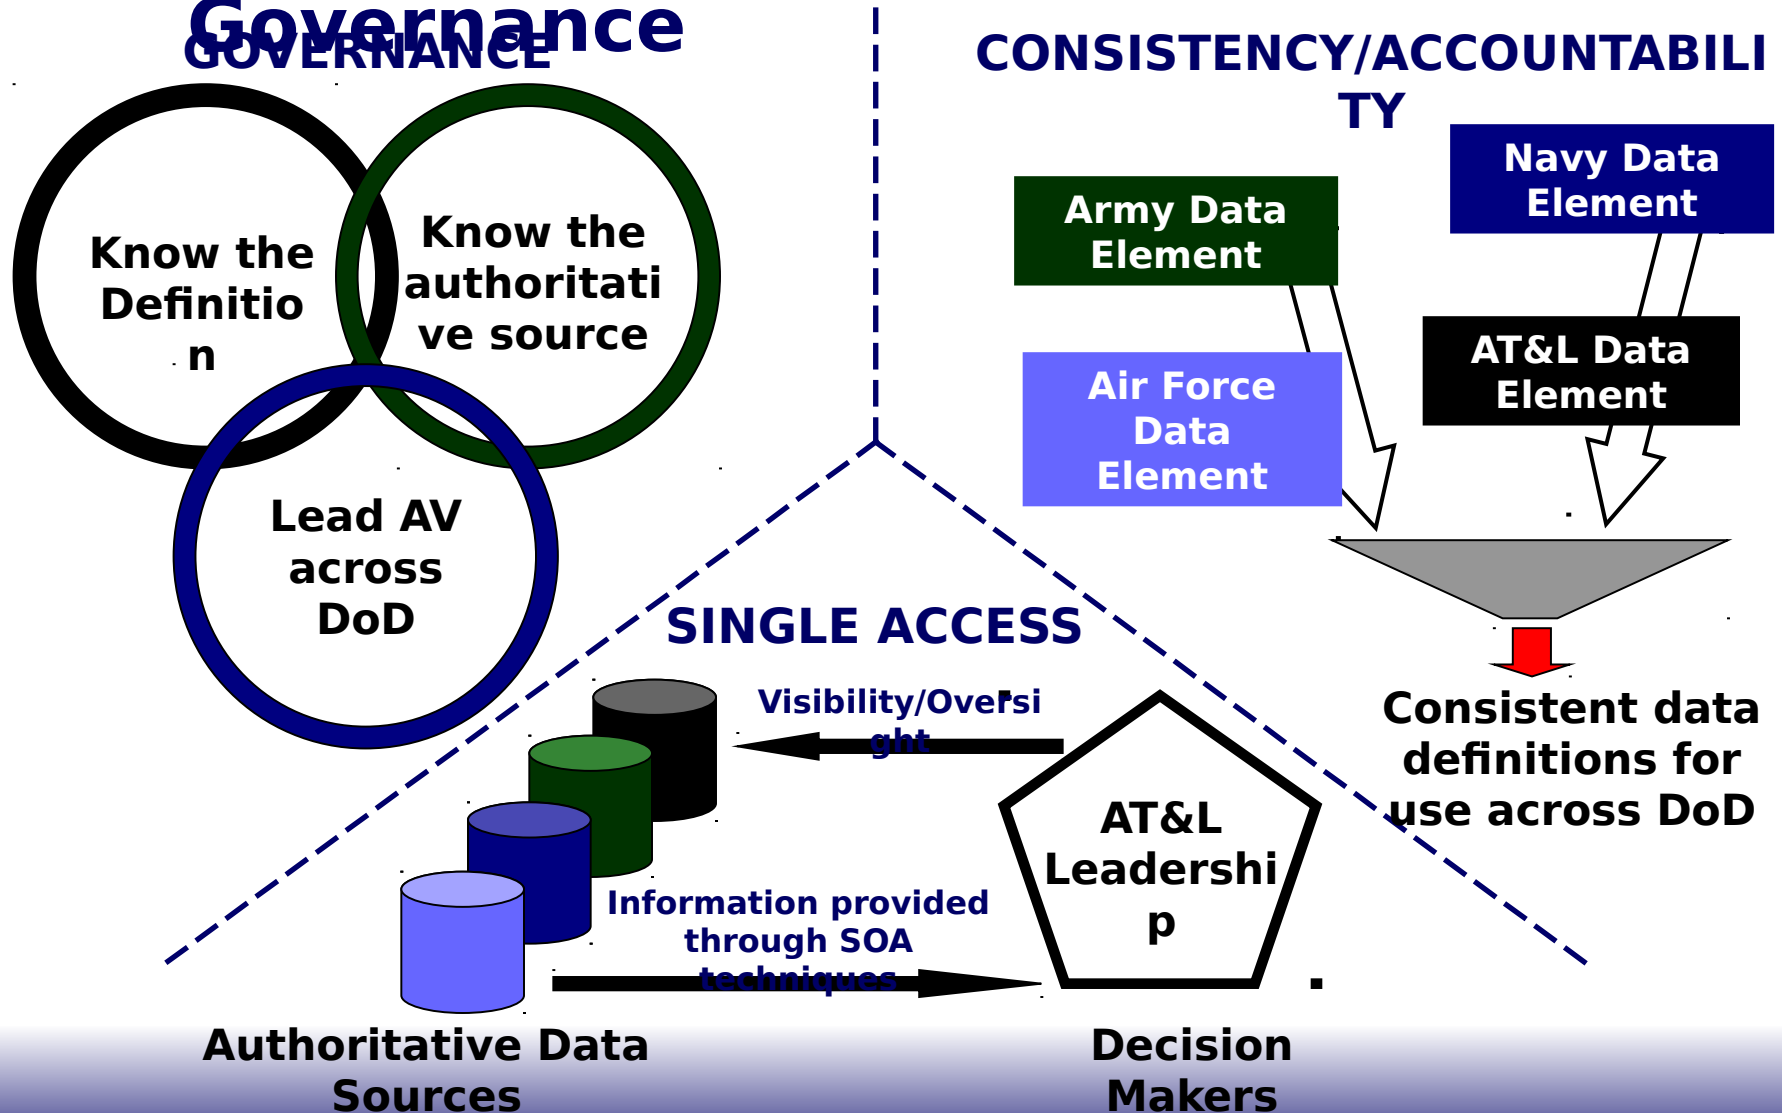 Governance
GOVERNANCE
Know the
Definitio
n
Know the
authoritati
ve source
Lead AV
across
DoD
CONSISTENCY/ACCOUNTABILI
TY
Navy Data
Element
Army Data
Element
AT&L Data
Element
Air Force
Data
Element
Consistent data
definitions for
use across DoD
SINGLE ACCESS
Visibility/Oversi
ght
AT&L
Leadershi
p
Information provided
through SOA
techniques
Authoritative Data
Sources
Decision
Makers